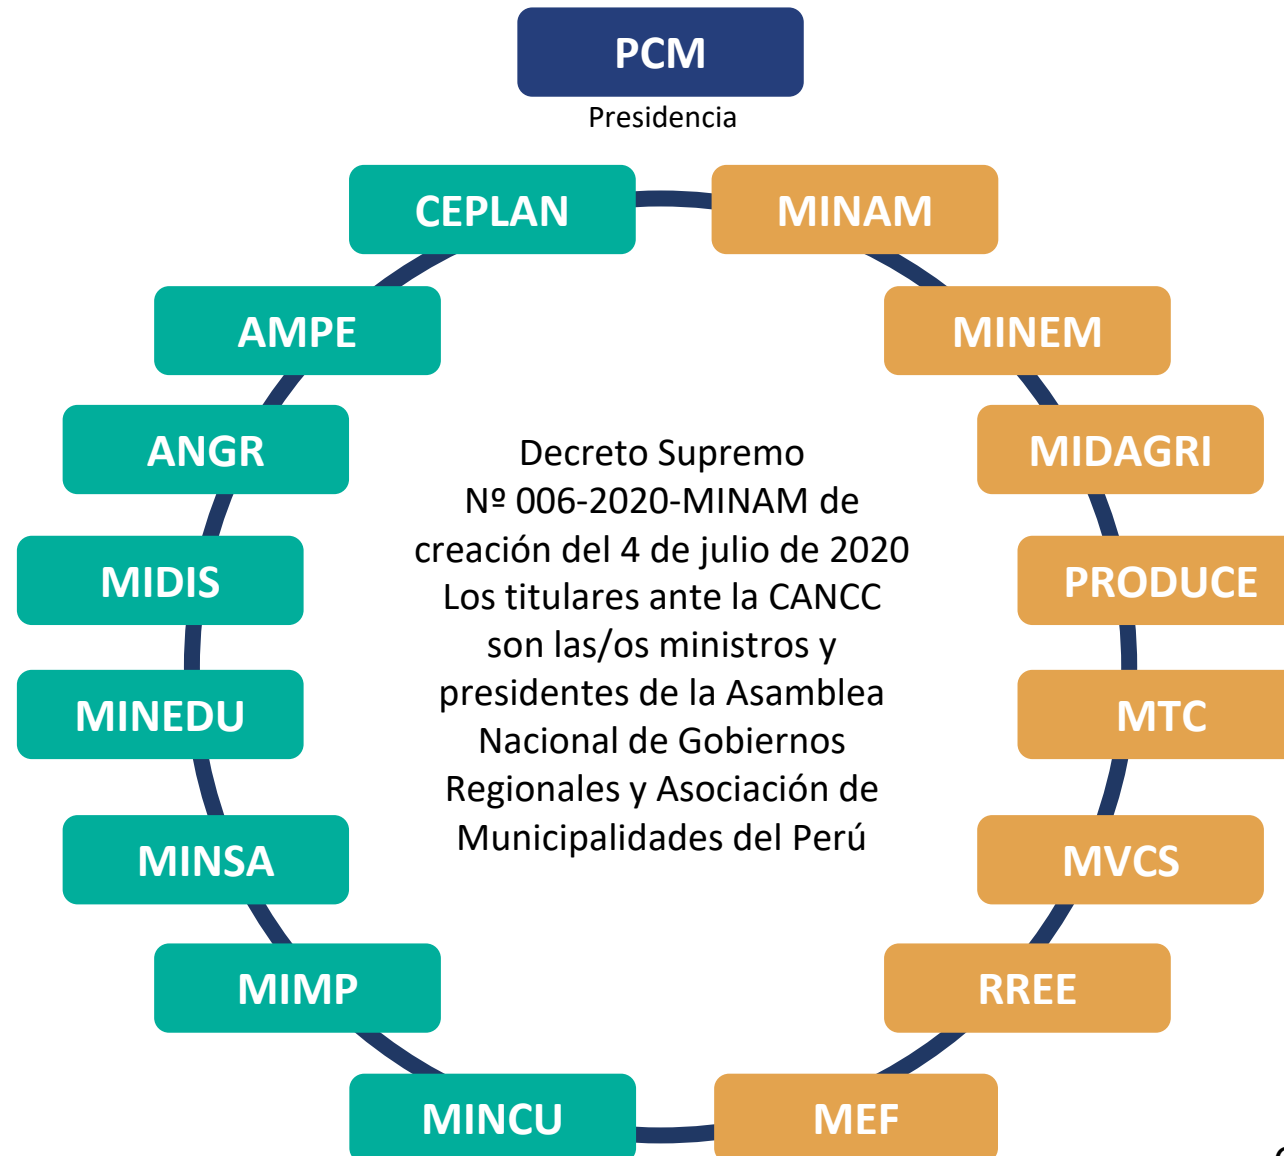 PCM
Presidencia
CEPLAN
MINAM
AMPE
MINEM
ANGR
MIDAGRI
MIDIS
PRODUCE
MINEDU
MTC
MINSA
MVCS
MIMP
RREE
MINCU
MEF
Decreto Supremo
Nº 006-2020-MINAM de
creación del 4 de julio de 2020
Los titulares ante la CANCC
son las/os ministros y
presidentes de la Asamblea
Nacional de Gobiernos
Regionales y Asociación de
Municipalidades del Perú